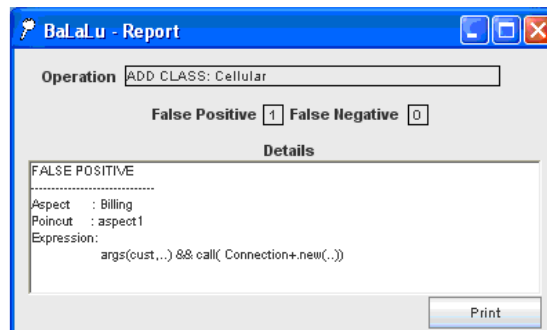 BaLaLu - Report
Operation ADD CLASS: Cellular
False Positive 1 False Negative 0
Details
FALSE POSITIVE
------------------------------
Aspect : Billing
Poincut : aspect1
Expression:
args(cust,..) && call( Connection+.new(..))
Print